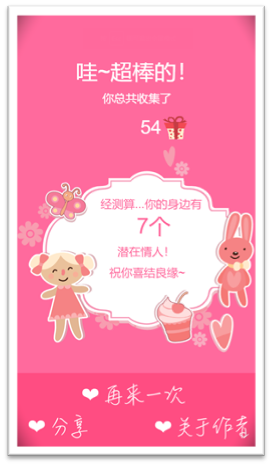 哇~超棒的!
你总共收集了
54
经测算...你的身边有
7个
潜在情人!
祝你喜结良缘~
再来一次
分享
关于作者